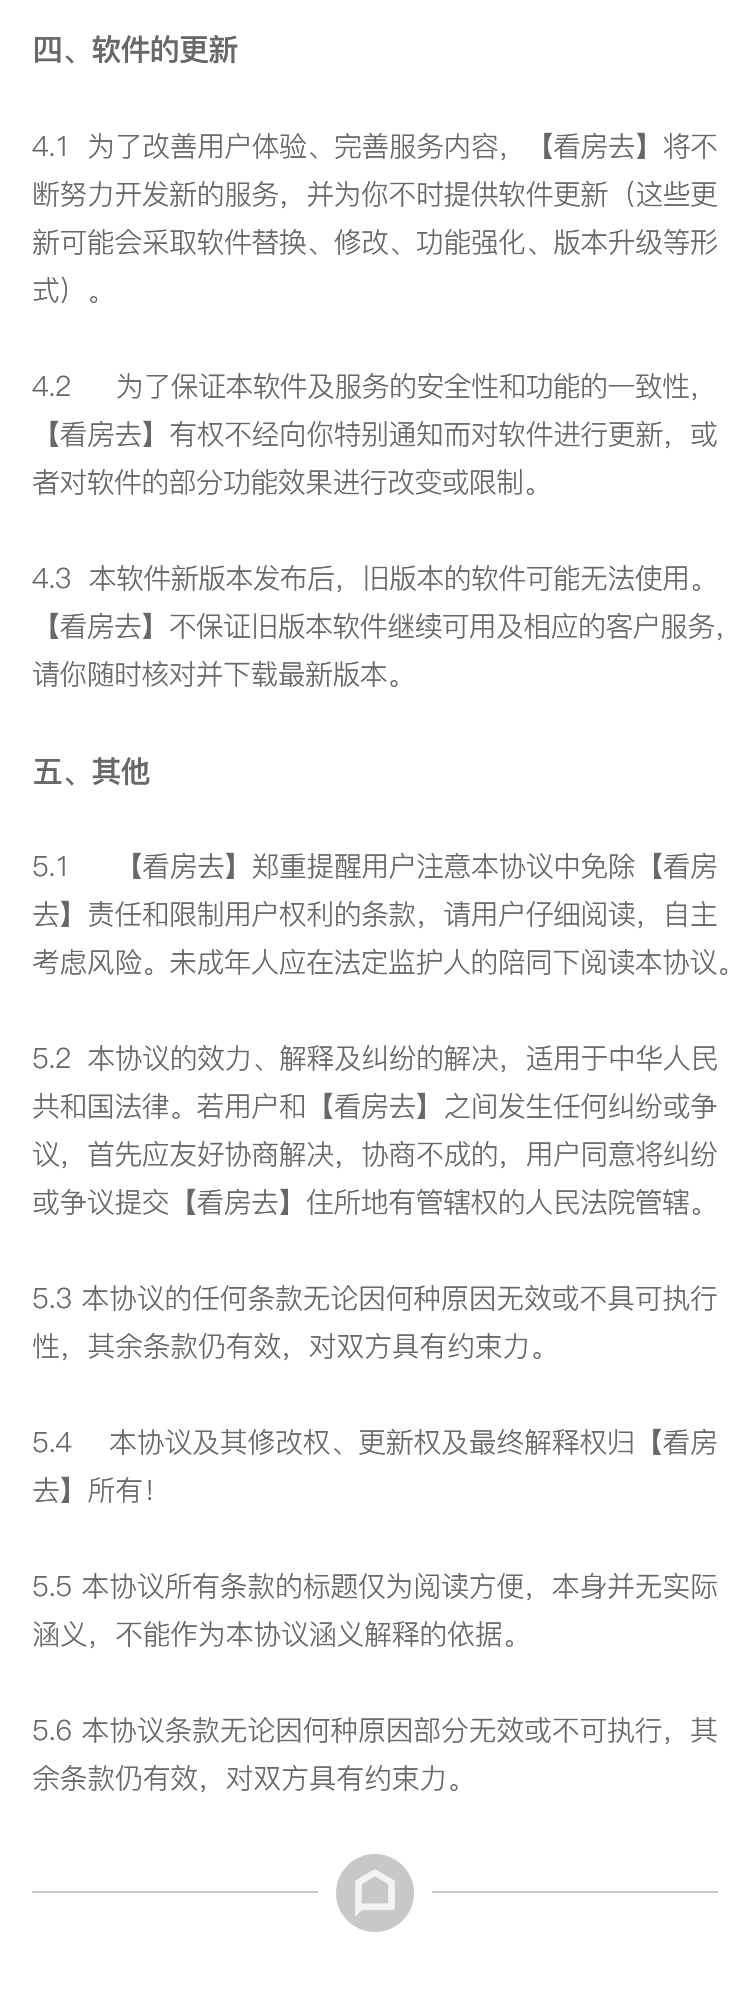 四、软件的更新
4.1 为了改善用户体验、完善服务内容，【看房去】将不
断努力开发新的服务，并为你不时提供软件更新（这些更
新可能会采取软件替换、修改、功能强化、版本升级等形
式）。
4.2 为了保证本软件及服务的安全性和功能的一致性，
【看房去】有权不经向你特别通知而对软件进行更新，或
者对软件的部分功能效果进行改变或限制。
4.3 本软件新版本发布后，旧版本的软件可能无法使用。
【看房去】不保证旧版本软件继续可用及相应的客户服务，
请你随时核对并下载最新版本。
五、其他
5.1 【看房去】郑重提醒用户注意本协议中免除【看房
去】责任和限制用户权利的条款，请用户仔细阅读，自主
考虑风险。未成年人应在法定监护人的陪同下阅读本协议。
5.2 本协议的效力、解释及纠纷的解决，适用于中华人民
共和国法律。若用户和【看房去】之间发生任何纠纷或争
议，首先应友好协商解决，协商不成的，用户同意将纠纷
或争议提交【看房去】住所地有管辖权的人民法院管辖。
5.3 本协议的任何条款无论因何种原因无效或不具可执行
性，其余条款仍有效，对双方具有约束力。
5.4 本协议及其修改权、更新权及最终解释权归【看房
去】所有！
5.5 本协议所有条款的标题仅为阅读方便，本身并无实际
涵义，不能作为本协议涵义解释的依据。
5.6 本协议条款无论因何种原因部分无效或不可执行，其
余条款仍有效，对双方具有约束力。